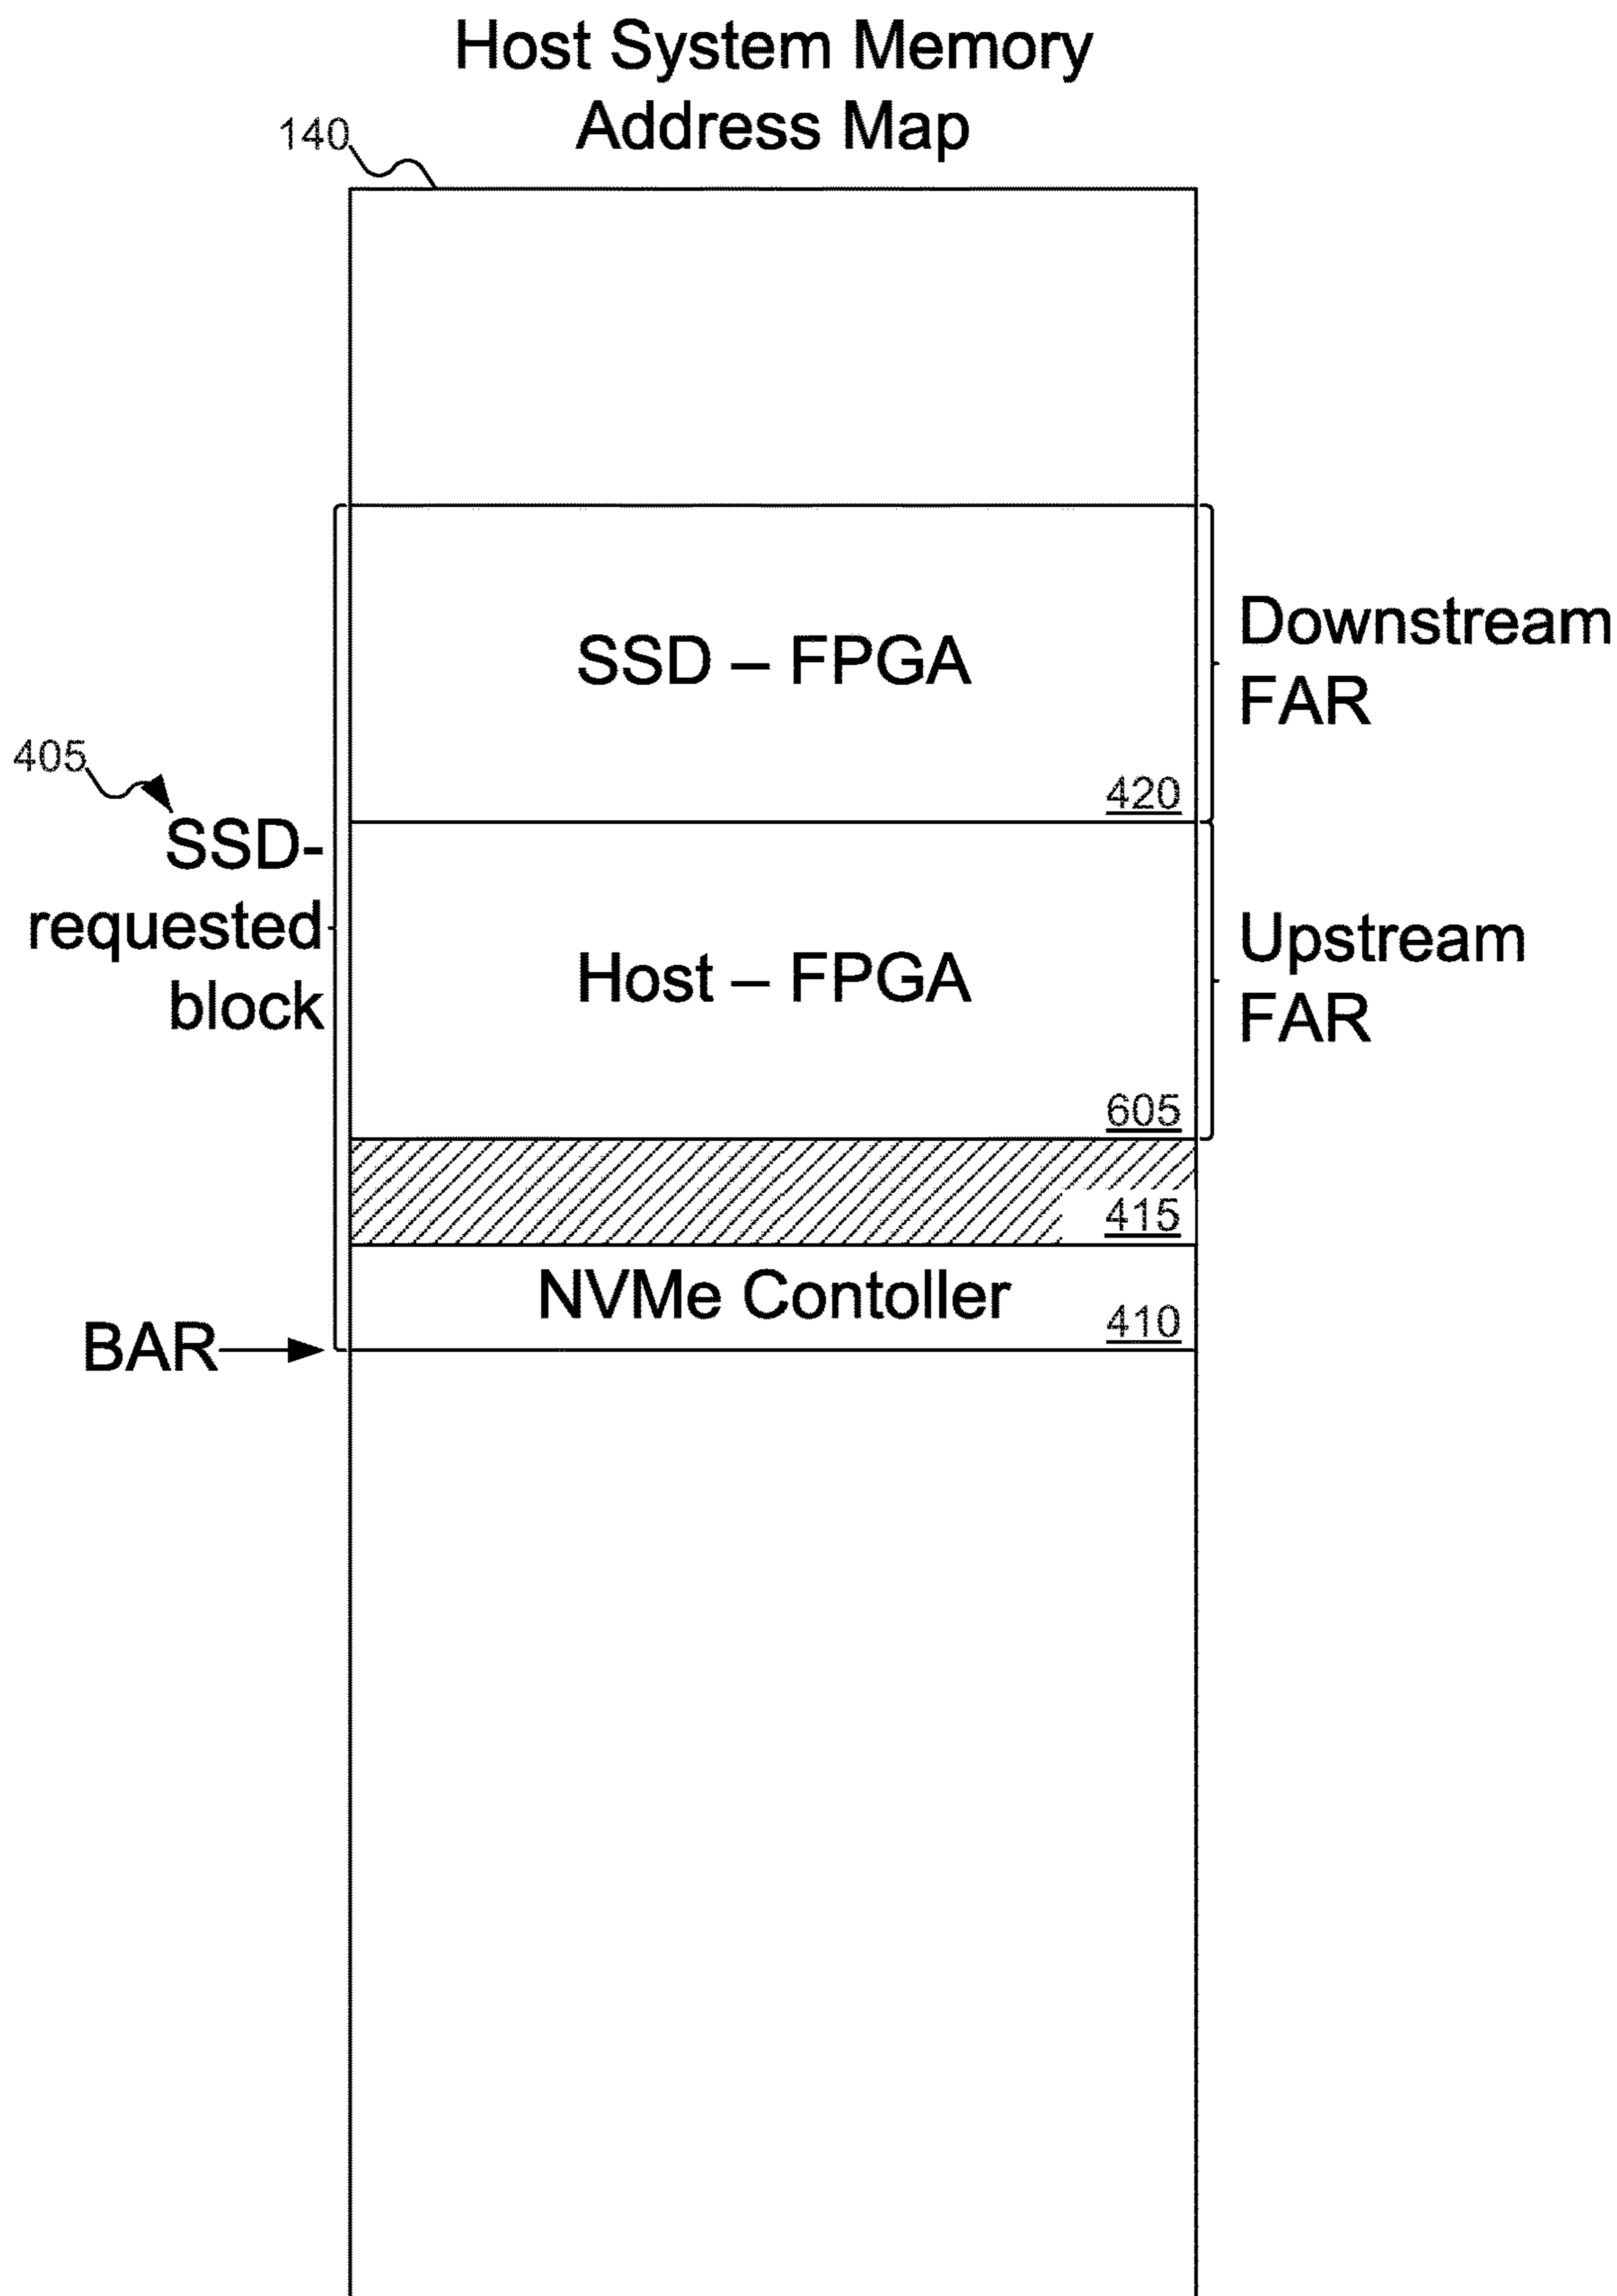 Host System Memory
Address Map
140
SSD – FPGA
Downstream
FAR
420
405
SSD-
requested
block
Host – FPGA
Upstream
FAR
605
415
NVMe Contoller
410
BAR